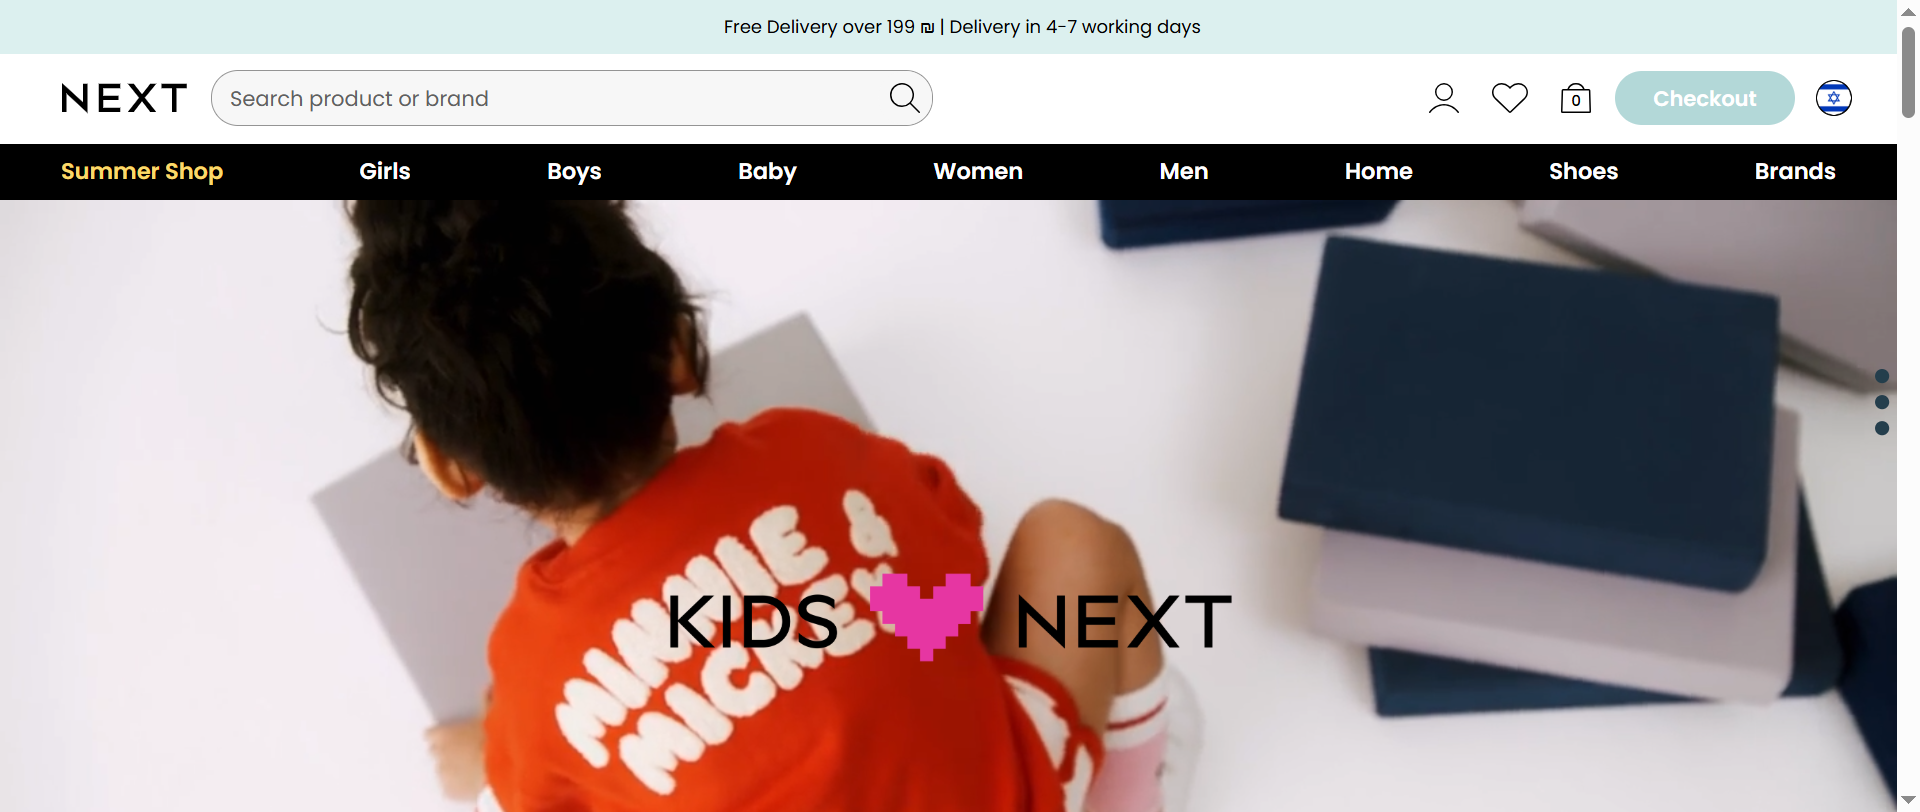 Free Delivery over 199 ₪ | Delivery in 4-7 working days
NEXT
Search product or brand
0
Checkout
Summer Shop
Girls
Boys
Baby
Women
Men
Home
Shoes
Brands
MINNIE &
MICKEY
KIDS NEXT